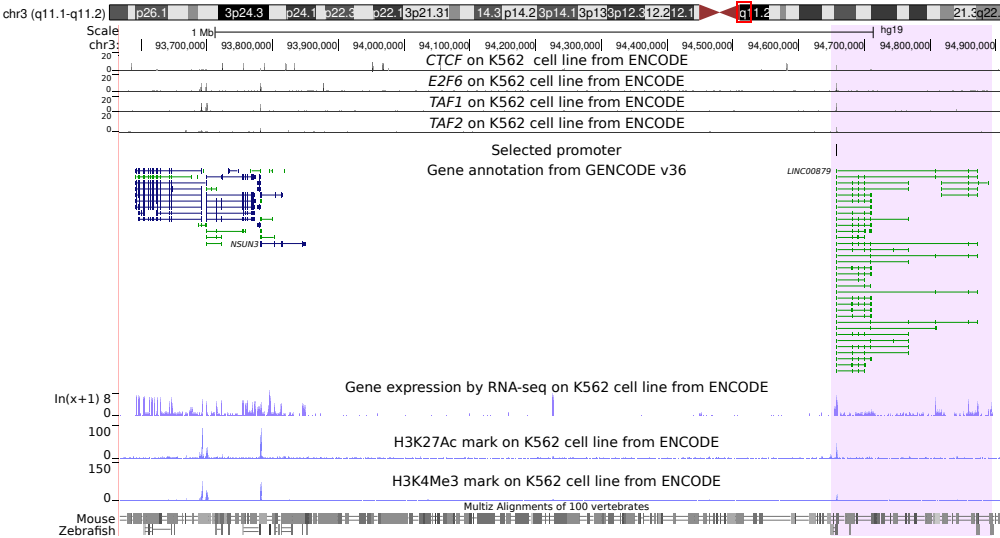 chr3 (q11.1-q11.2) p26.1 3p24.3 p24.1 p22.3 p22.1 3p21.31 14.3 p14.2 3p14.1 3p13 3p12.3 12.2 12.1 q11.2 21.3 q22.
Scale 1 Mb hg19
chr3: 93,700,000 93,800,000 93,900,000 94,000,000 94,100,000 94,200,000 94,300,000 94,400,000 94,500,000 94,600,000 94,700,000 94,800,000 94,900,000
20 CTCF on K562 cell line from ENCODE
0
20 E2F6 on K562 cell line from ENCODE
0
20 TAF1 on K562 cell line from ENCODE
0
20 TAF2 on K562 cell line from ENCODE
0
Selected promoter
Gene annotation from GENCODE v36
LINC00879
NSUN3
Gene expression by RNA-seq on K562 cell line from ENCODE
ln(x+1) 8
0
100
H3K27Ac mark on K562 cell line from ENCODE
0
150
H3K4Me3 mark on K562 cell line from ENCODE
0
Multiz Alignments of 100 vertebrates
Mouse
Zebrafish